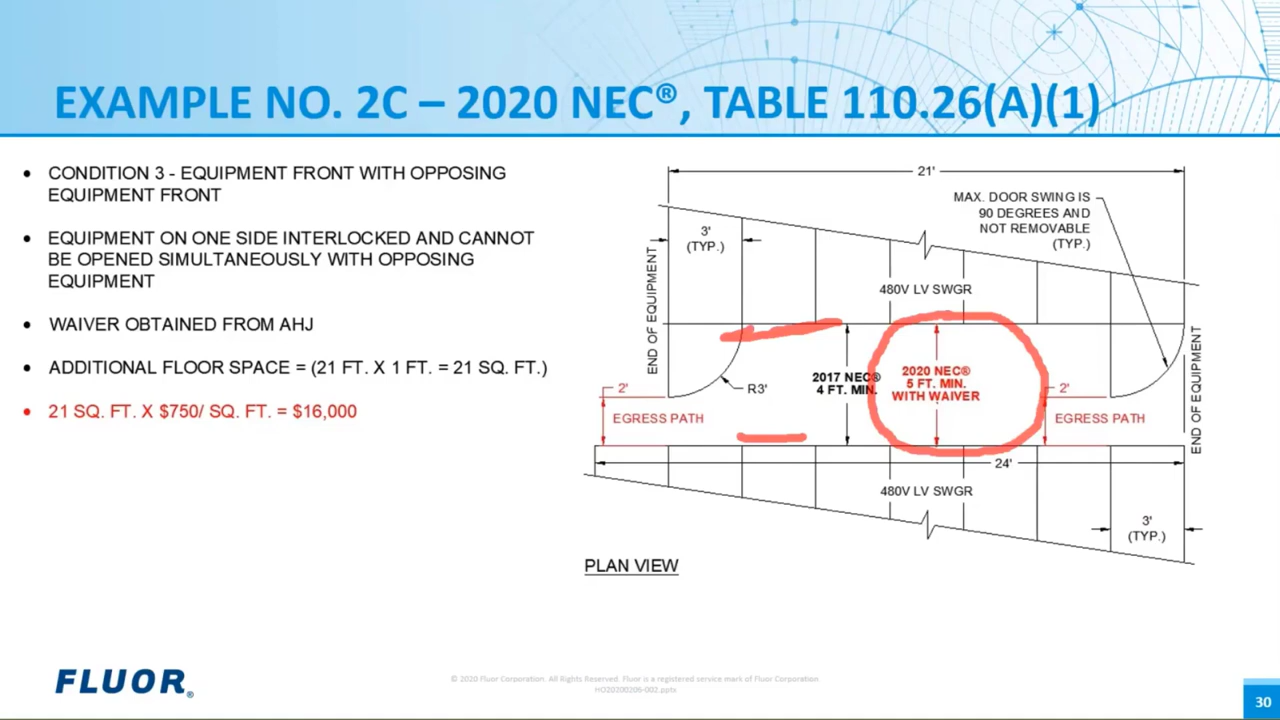 EXAMPLE NO. 2C – 2020 NEC®, TABLE 110.26(A)(1)
• CONDITION 3 - EQUIPMENT FRONT WITH OPPOSING
EQUIPMENT FRONT
• EQUIPMENT ON ONE SIDE INTERLOCKED AND CANNOT
BE OPENED SIMULTANEOUSLY WITH OPPOSING
EQUIPMENT
• WAIVER OBTAINED FROM AHJ
• ADDITIONAL FLOOR SPACE = (21 FT. X 1 FT. = 21 SQ. FT.)
• 21 SQ. FT. X $750/ SQ. FT. = $16,000
21'
MAX. DOOR SWING IS
90 DEGREES AND
NOT REMOVABLE
(TYP.)
3'
(TYP.)
END OF EQUIPMENT
480V LV SWGR
2017 NEC®
4 FT. MIN.
2020 NEC®
5 FT. MIN.
WITH WAIVER
R3'
2'
EGRESS PATH
2'
EGRESS PATH
END OF EQUIPMENT
24'
480V LV SWGR
3'
(TYP.)
PLAN VIEW
FLUOR®
© 2020 Fluor Corporation. All Rights Reserved. Fluor is a registered service mark of Fluor Corporation.
HO20200206-002.pptx
30